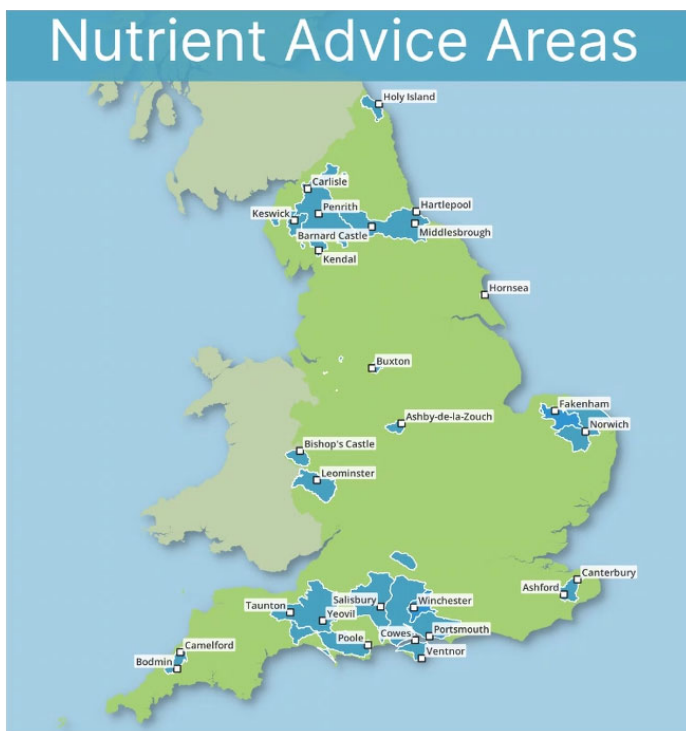 Nutrient Advice Areas
Holy Island
Carlisle
Penrith
Hartlepool
Keswick
Barnard Castle
Middlesbrough
Kendal
Hornsea
Buxton
Fakenham
Ashby-de-la-Zouch
Norwich
Bishop's Castle
Leominster
Canterbury
Ashford
Taunton
Salisbury
Winchester
Yeovil
Portsmouth
Cowes
Poole
Camelford
Ventnor
Bodmin